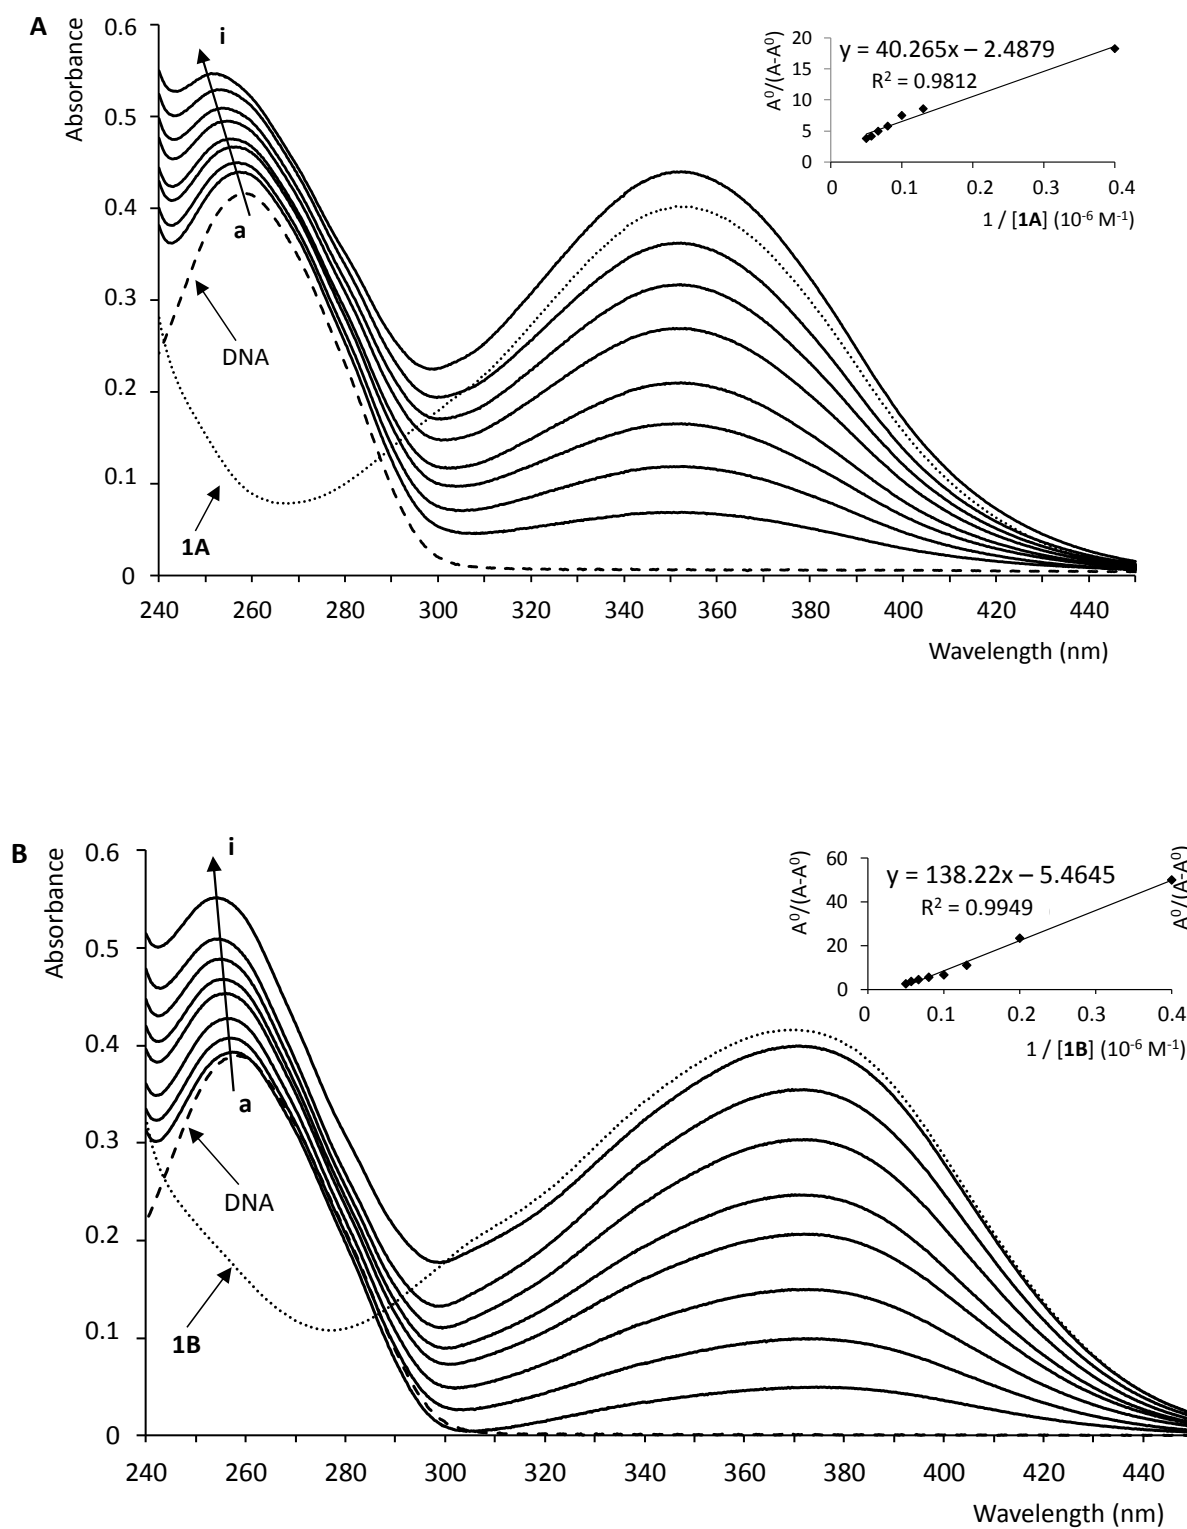 A
Absorbance
0.6
0.5
0.4
0.3
0.2
0.1
0
i
a
DNA
1A
240 260 280 300 320 340 360 380 400 420 440
Wavelength (nm)
A⁰/(A-A⁰)
20
15
10
5
0
y = 40.265x – 2.4879
R² = 0.9812
0 0.1 0.2 0.3 0.4
1 / [1A] (10⁻⁶ M⁻¹)
B
Absorbance
0.6
0.5
0.4
0.3
0.2
0.1
0
i
a
DNA
1B
240 260 280 300 320 340 360 380 400 420 440
Wavelength (nm)
A⁰/(A-A⁰)
60
40
20
0
y = 138.22x – 5.4645
R² = 0.9949
0 0.1 0.2 0.4
1 / [1B] (10⁻⁶ M⁻¹)
A⁰/(A-A⁰)